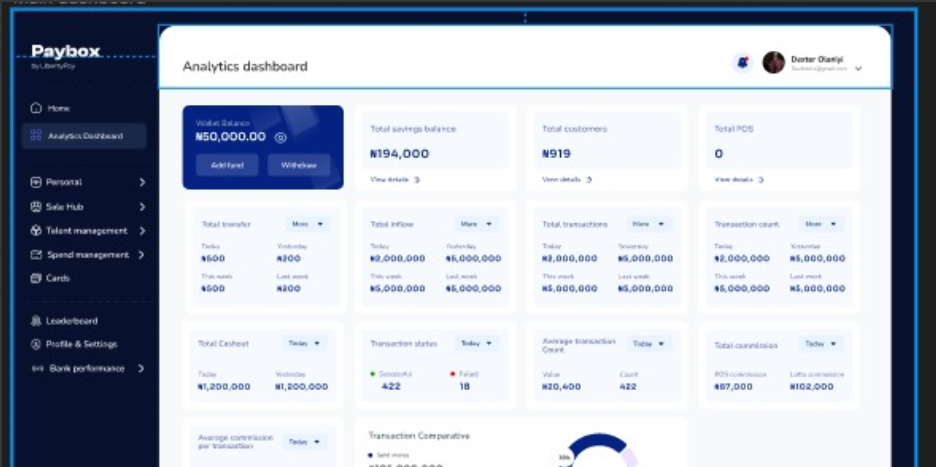 Main dashboard
Paybox
by LibertyPay
Analytics dashboard
Dexter Olaniyi
Home
Analytics Dashboard
Personal
Sale Hub
Talent management
Spend management
Cards
Leaderboard
Profile & Settings
Bank performance
Wallet Balance
₦50,000.00
Add fund
Withdraw
Total savings balance
₦194,000
View details
Total customers
₦919
View details
Total POS
0
View details
Total transfer
More
Today
Yesterday
₦500
₦200
This week
Last week
₦500
₦200
Total Inflow
More
Today
Yesterday
₦2,000,000
₦5,000,000
This week
Last week
₦5,000,000
₦5,000,000
Total transactions
More
Today
Yesterday
₦2,000,000
₦5,000,000
This week
Last week
₦5,000,000
₦5,000,000
Transaction count
More
Today
Yesterday
₦2,000,000
₦5,000,000
This week
Last week
₦5,000,000
₦5,000,000
Total Cashout
Today
Today
Yesterday
₦1,200,000
₦1,200,000
Transaction status
Today
Successful
Failed
422
18
Average transaction
Count
Today
Value
Count
₦20,400
422
Total commission
Today
POS commission
Lotto commission
₦67,000
₦102,000
Average commission
per transaction
Today
Transaction Comparative
Sent money
30%